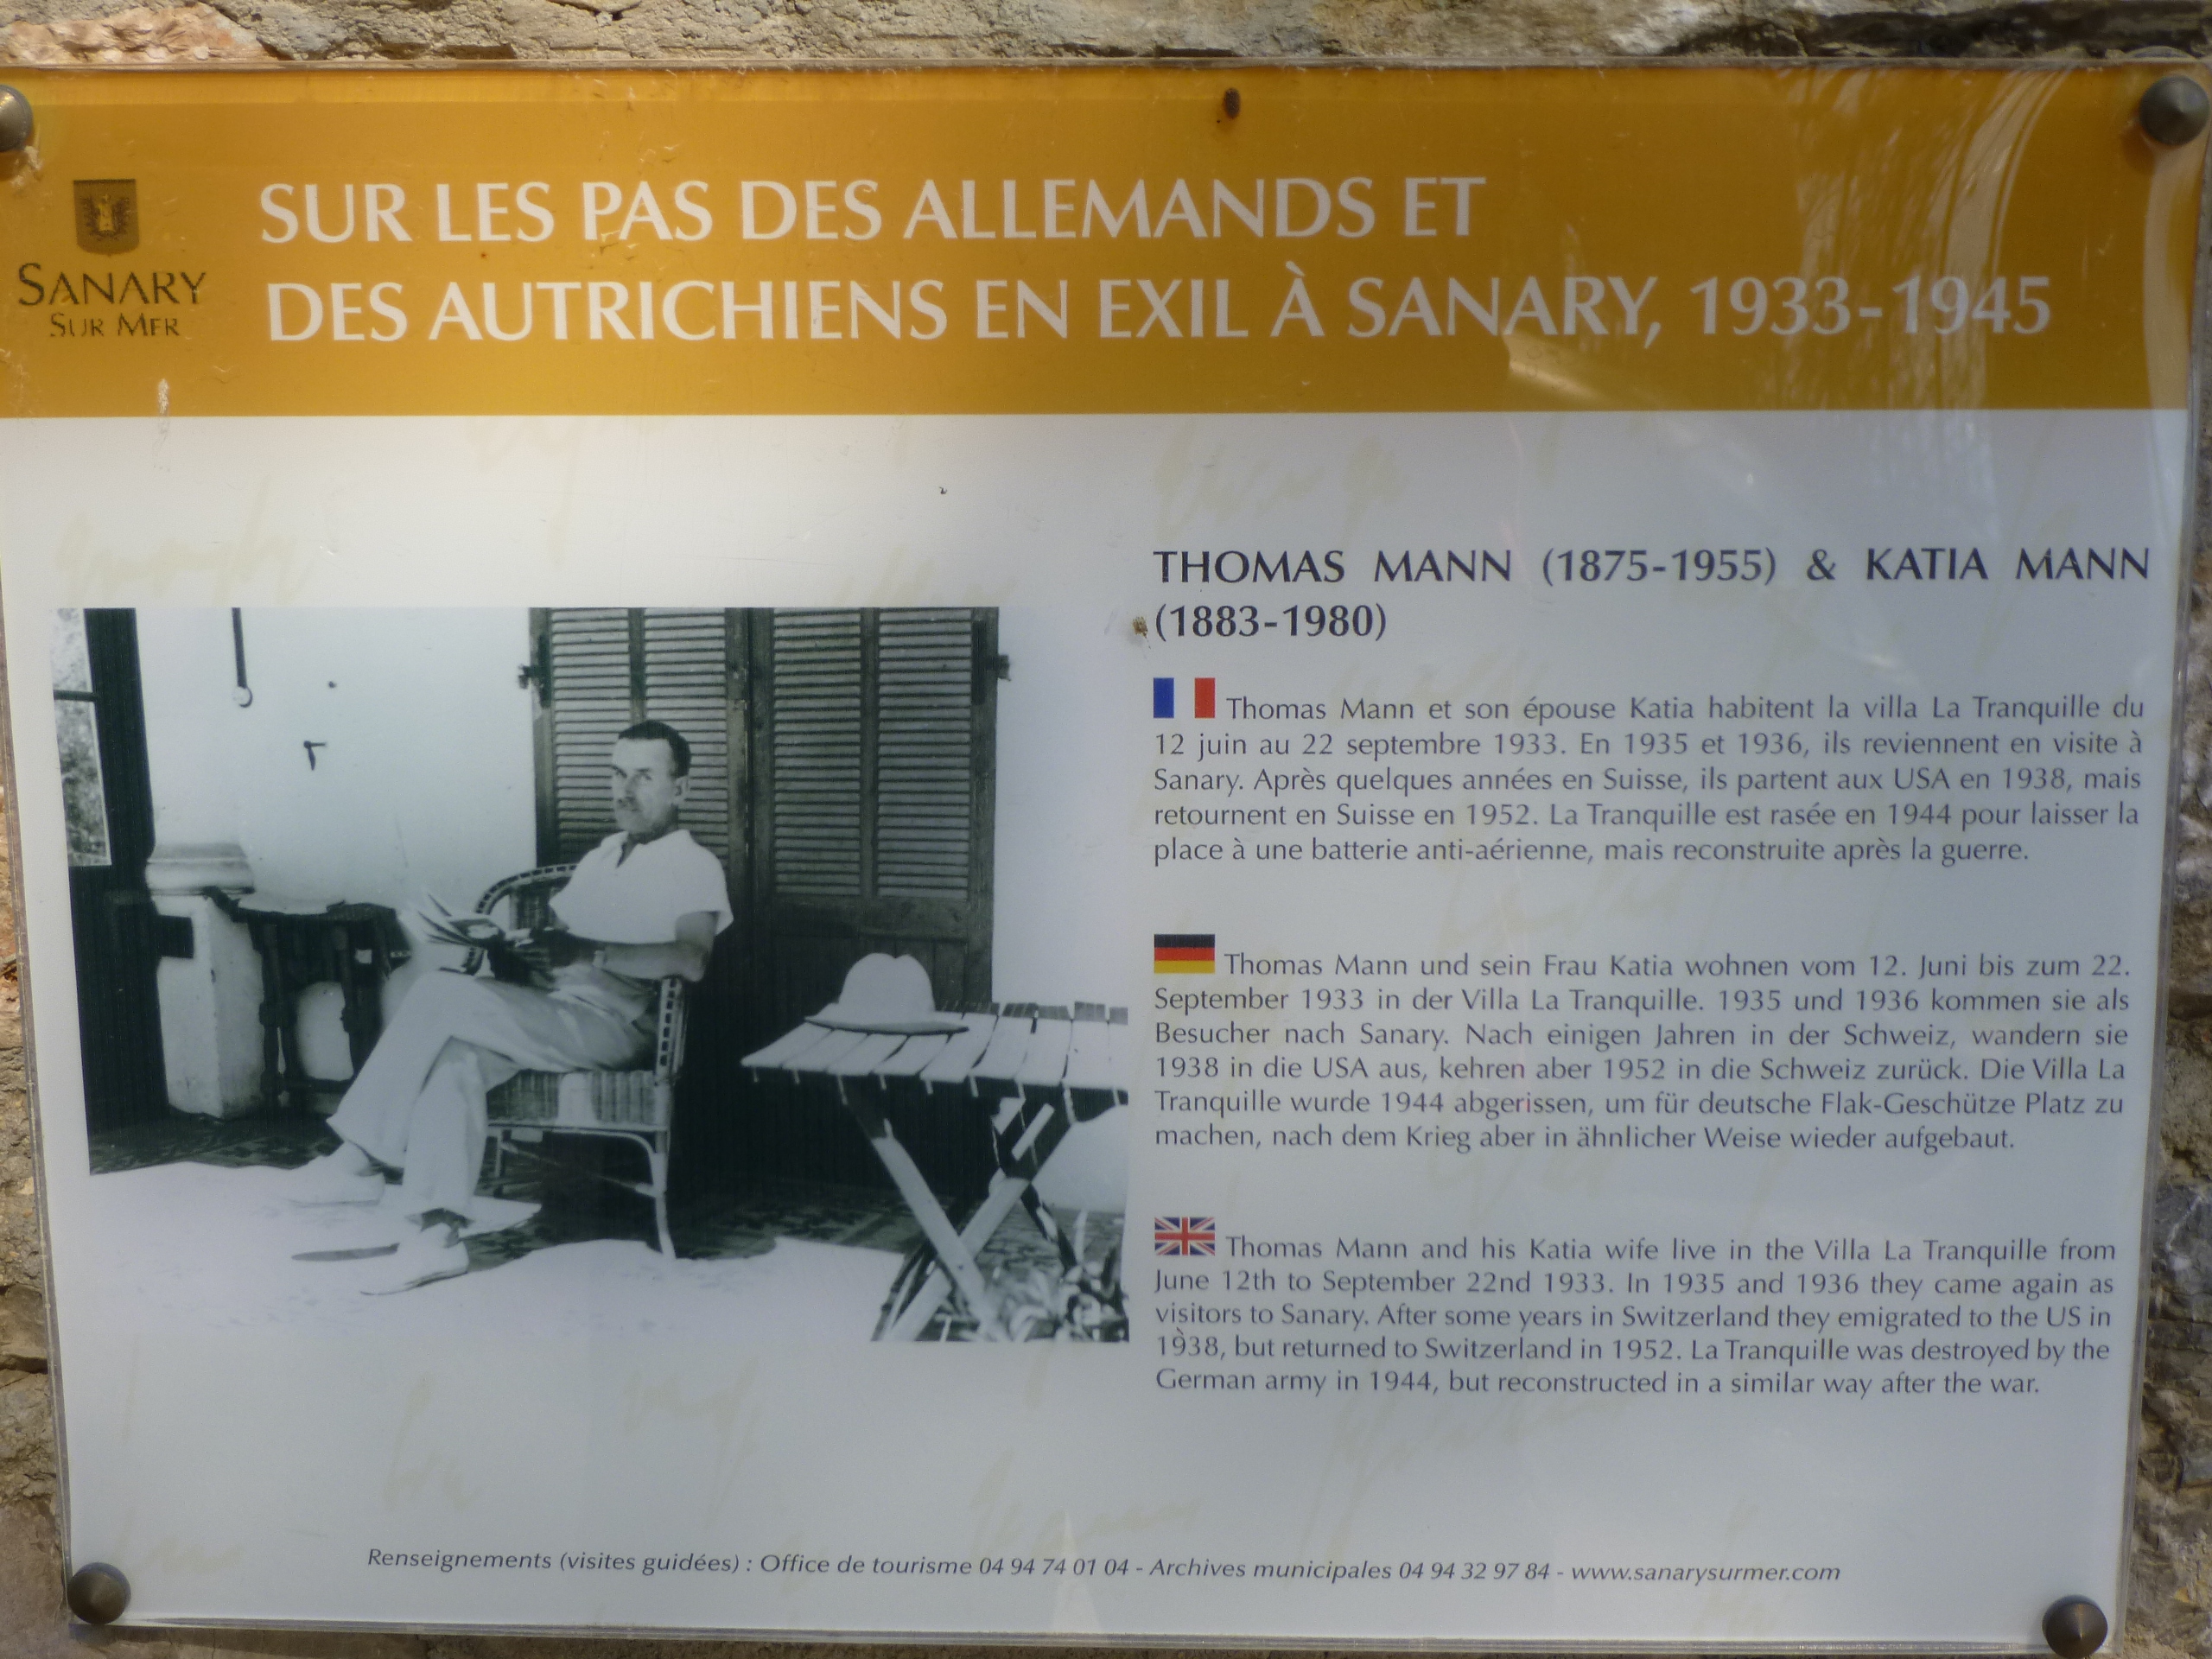 SANARY
SUR MER
SUR LES PAS DES ALLEMANDS ET
DES AUTRICHIENS EN EXIL À SANARY, 1933-1945
THOMAS MANN (1875-1955) & KATIA MANN
(1883-1980)
Thomas Mann et son épouse Katia habitent la villa La Tranquille du
12 juin au 22 septembre 1933. En 1935 et 1936, ils reviennent en visite à
Sanary. Après quelques années en Suisse, ils partent aux USA en 1938, mais
retournent en Suisse en 1952. La Tranquille est rasée en 1944 pour laisser la
place à une batterie anti-aérienne, mais reconstruite après la guerre.
Thomas Mann und sein Frau Katia wohnen vom 12. Juni bis zum 22.
September 1933 in der Villa La Tranquille. 1935 und 1936 kommen sie als
Besucher nach Sanary. Nach einigen Jahren in der Schweiz, wandern sie
1938 in die USA aus, kehren aber 1952 in die Schweiz zurück. Die Villa La
Tranquille wurde 1944 abgerissen, um für deutsche Flak-Geschütze Platz zu
machen, nach dem Krieg aber in ähnlicher Weise wieder aufgebaut.
Thomas Mann and his Katia wife live in the Villa La Tranquille from
June 12th to September 22nd 1933. In 1935 and 1936 they came again as
visitors to Sanary. After some years in Switzerland they emigrated to the US in
1938, but returned to Switzerland in 1952. La Tranquille was destroyed by the
German army in 1944, but reconstructed in a similar way after the war.
Renseignements (visites guidées) : Office de tourisme 04 94 74 01 04 - Archives municipales 04 94 32 97 84 - www.sanarysurmer.com